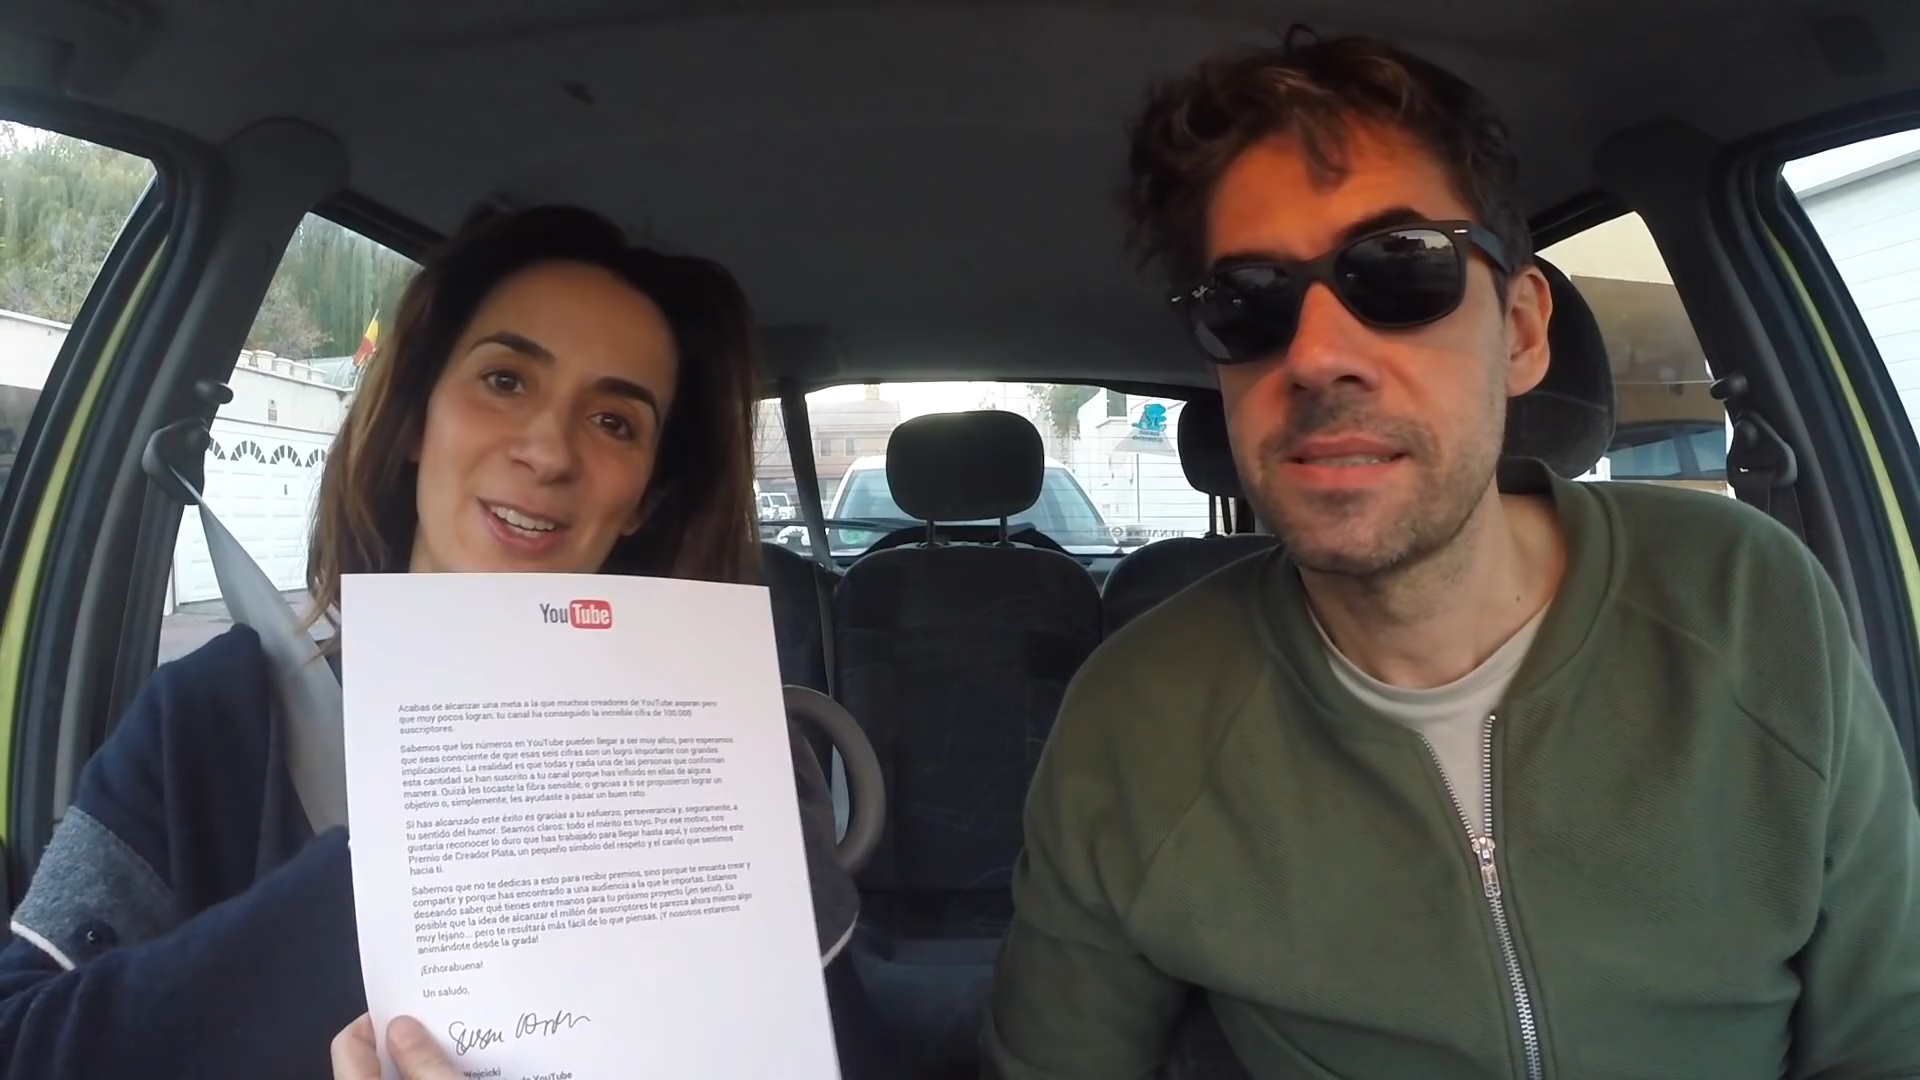 YouTube
Acabas de alcanzar una meta a la que muchos creadores de YouTube aspiran pero
que muy pocos logran: tu canal ha conseguido la increíble cifra de 100.000
suscriptores.
Sabemos que los números en YouTube pueden llegar a ser muy altos, pero esperamos
que seas consciente de que esas seis cifras son un logro importante con grandes
implicaciones. La realidad es que todas y cada una de las personas que conforman
esta cantidad se han suscrito a tu canal porque has influido en ellas de alguna
manera. Quizá les tocaste la fibra sensible, o gracias a ti se propusieron lograr un
objetivo o, simplemente, les ayudaste a pasar un buen rato.
Si has alcanzado este éxito es gracias a tu esfuerzo, perseverancia y, seguramente, a
tu sentido del humor. Seamos claros: todo el mérito es tuyo. Por ese motivo, nos
gustaría reconocer lo duro que has trabajado para llegar hasta aquí, y concederte este
Premio de Creador Plata, un pequeño símbolo del respeto y el cariño que sentimos
hacia ti.
Sabemos que no te dedicas a esto para recibir premios, sino porque te encanta crear y
compartir y porque has encontrado a una audiencia a la que le importas. Estamos
deseando saber qué tienes entre manos para tu próximo proyecto (¡en serio!). Es
posible que la idea de alcanzar el millón de suscriptores te parezca ahora mismo algo
muy lejano... pero te resultará más fácil de lo que piensas. ¡Y nosotros estaremos
animándote desde la grada!
¡Enhorabuena!
Un saludo,
Wojcicki
de YouTube